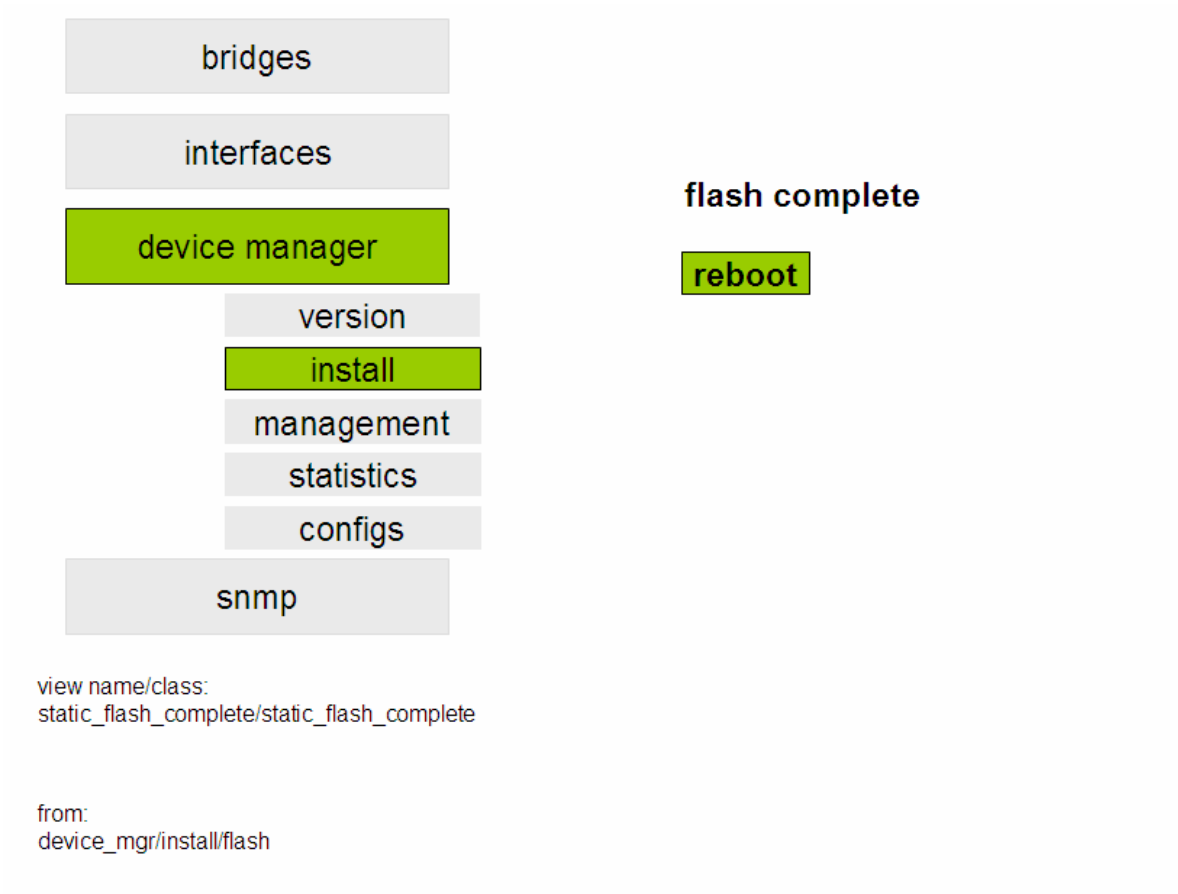 bridges
interfaces
device manager
version
install
management
statistics
configs
snmp
flash complete
reboot
view name/class:
static_flash_complete/static_flash_complete
from:
device_mgr/install/flash